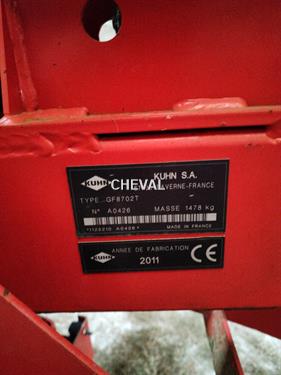 KUHN
KUHN S.A.
CHEVAL
VERNE-FRANCE
TYPE GF8702T
N° A0426 MASSE 1478 kg
MADE IN FRANCE
KUHN
ANNEE DE FABRICATION
2011
CE